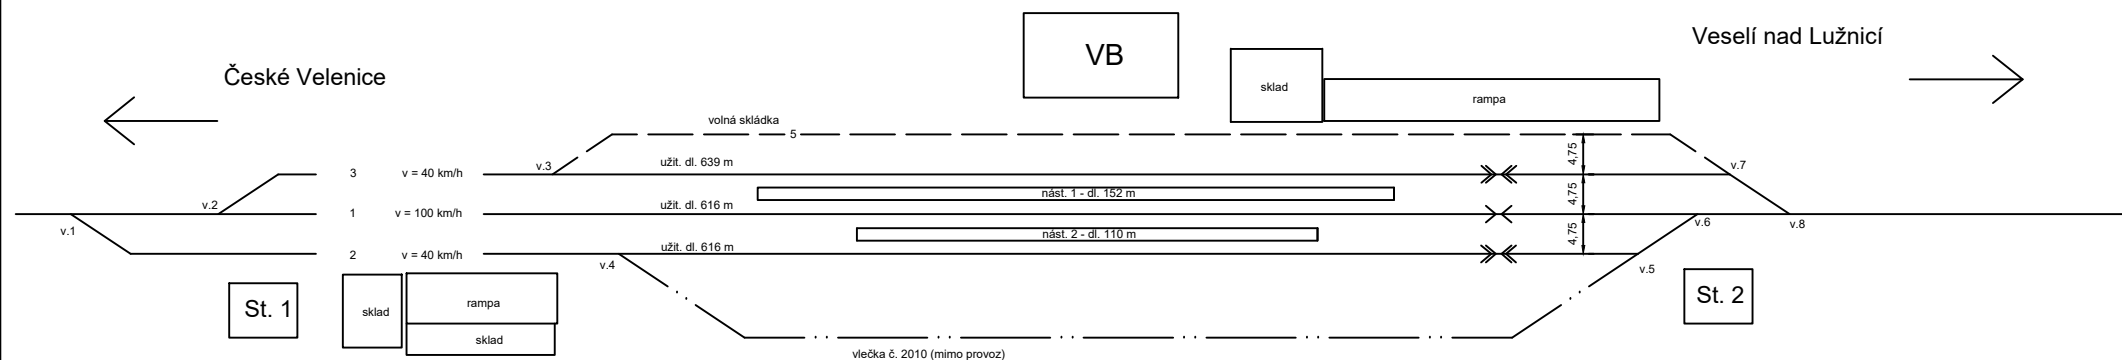 Veselí nad Lužnicí
VB
České Velenice
sklad
rampa
volná skládka
5
4,75
v.3
užit. dl. 639 m
v.7
3
v = 40 km/h
nást. 1 - dl. 152 m
4,75
v.2
1
v = 100 km/h
užit. dl. 616 m
v.6
v.8
v.1
nást. 2 - dl. 110 m
4,75
užit. dl. 616 m
2
v = 40 km/h
v.4
v.5
St. 1
sklad
rampa
sklad
St. 2
vlečka č. 2010 (mimo provoz)